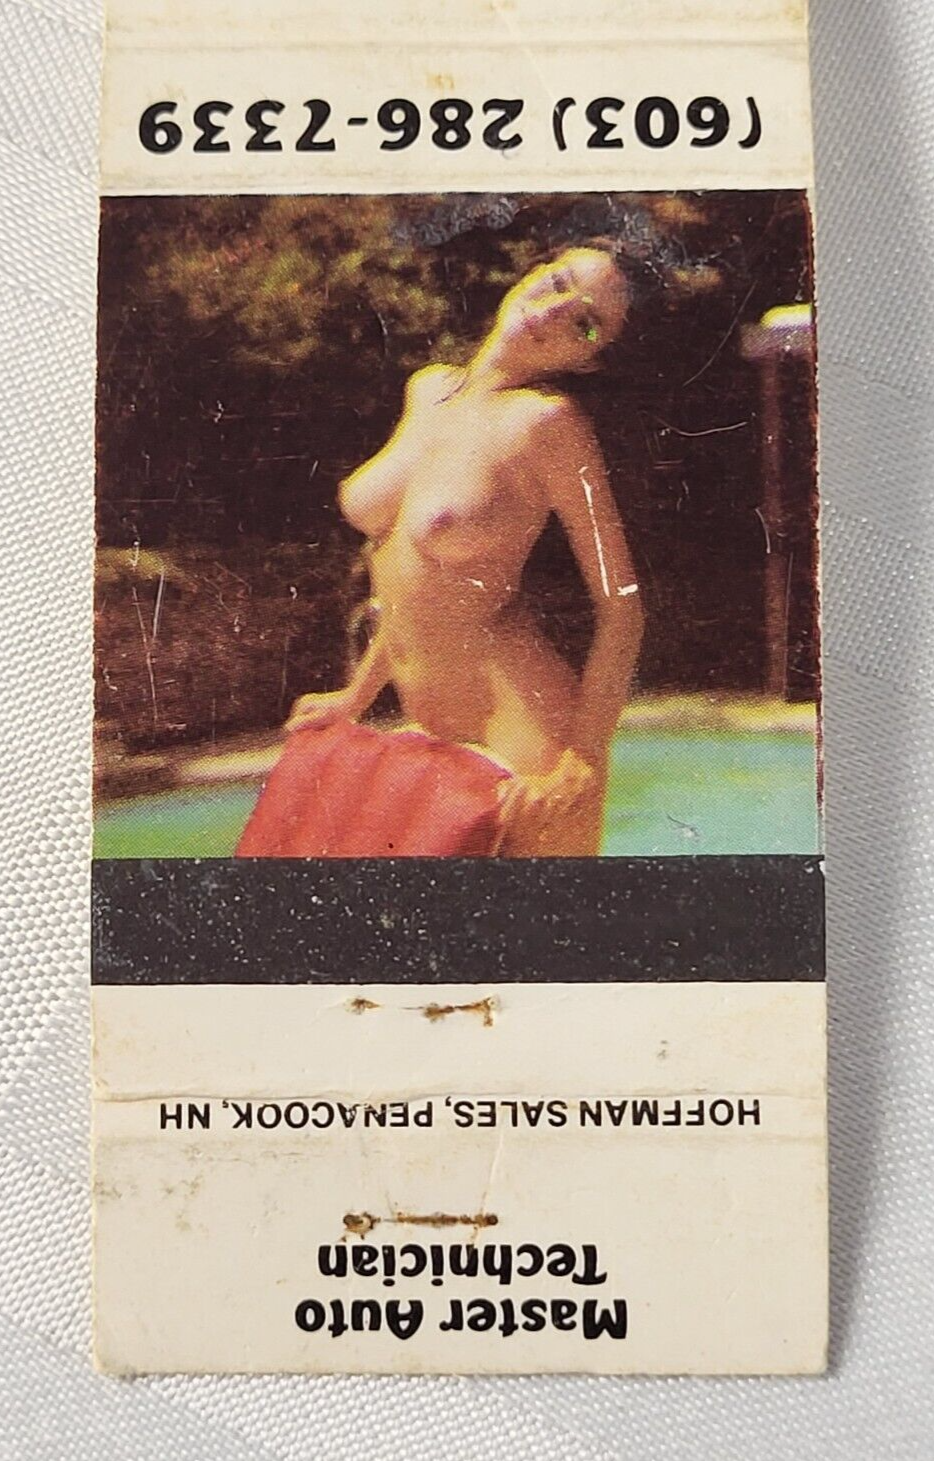 (603) 286-7339
HOFFMAN SALES, PENACOOK, NH
Master Auto
Technician